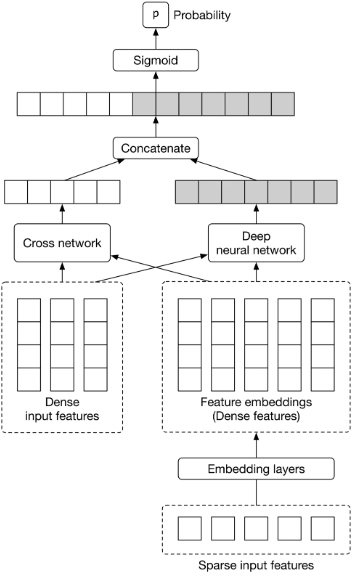 p Probability
Sigmoid
Concatenate
Cross network
Deep
neural network
Dense
input features
Feature embeddings
(Dense features)
Embedding layers
Sparse input features